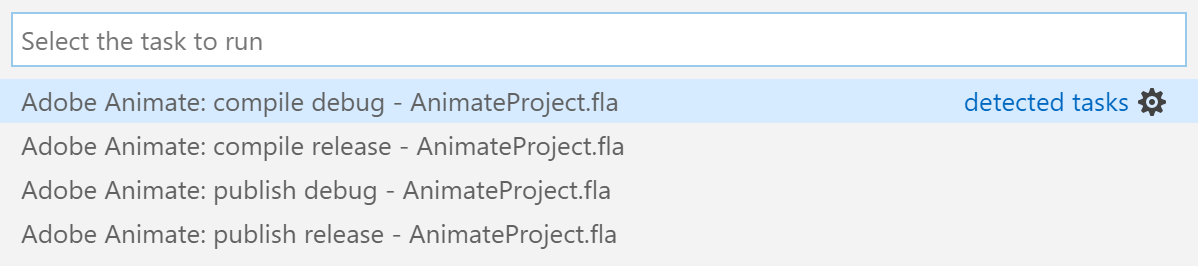 Select the task to run
Adobe Animate: compile debug - AnimateProject.fla detected tasks
Adobe Animate: compile release - AnimateProject.fla
Adobe Animate: publish debug - AnimateProject.fla
Adobe Animate: publish release - AnimateProject.fla